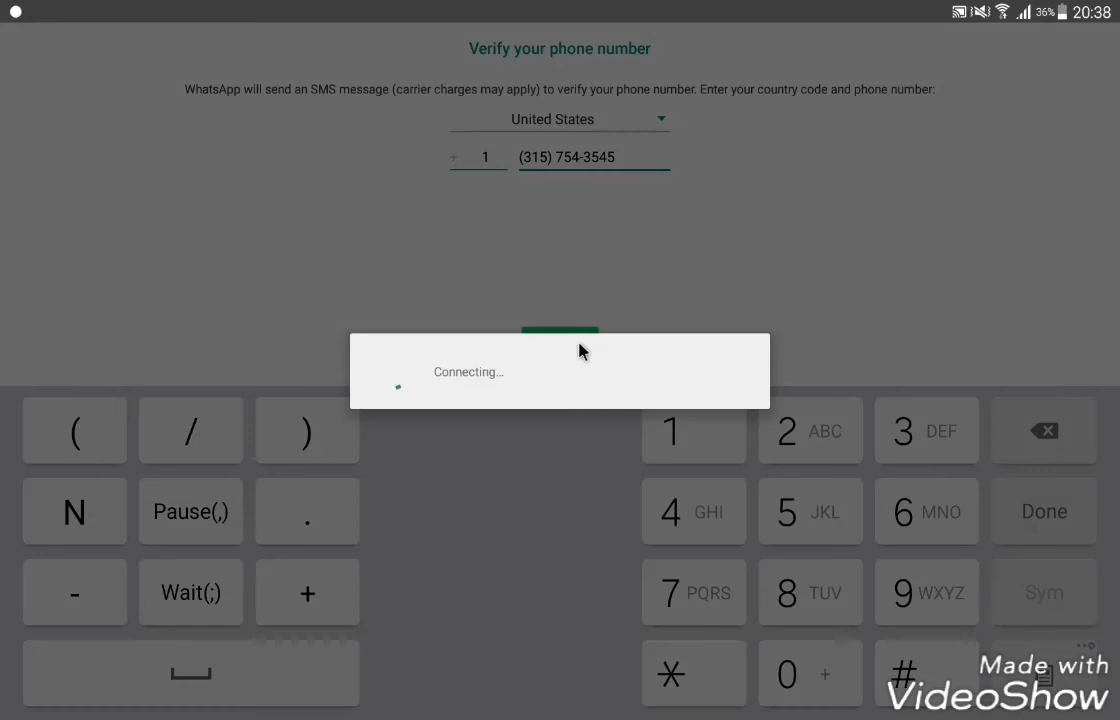 36% 20:38
Verify your phone number
WhatsApp will send an SMS message (carrier charges may apply) to verify your phone number. Enter your country code and phone number:
United States
+ 1 (315) 754-3545
Connecting...
( / ) 1 2 ABC 3 DEF
N Pause(,) . 4 GHI 5 JKL 6 MNO Done
- Wait(;) + 7 PQRS 8 TUV 9 WXYZ Sym
* 0 + #
Made with
VideoShow